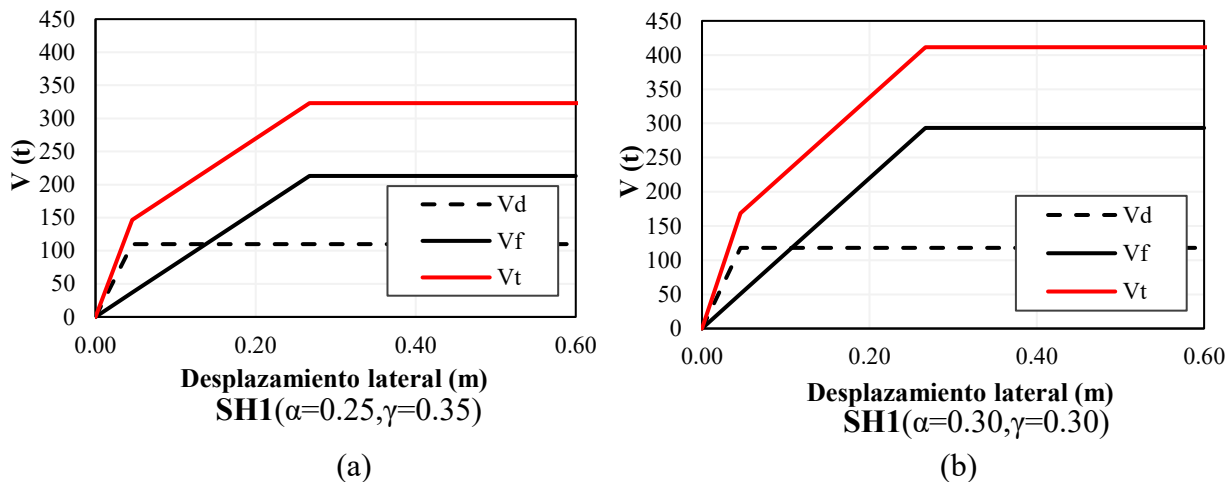 450
400
350
300
250
200
150
100
50
0
V (t)
0.00 0.20 0.40 0.60
Vd
Vf
Vt
Desplazamiento lateral (m)
SH1(α=0.25,γ=0.35)
(a)
450
400
350
300
250
200
150
100
50
0
V (t)
0.00 0.20 0.40 0.60
Vd
Vf
Vt
Desplazamiento lateral (m)
SH1(α=0.30,γ=0.30)
(b)